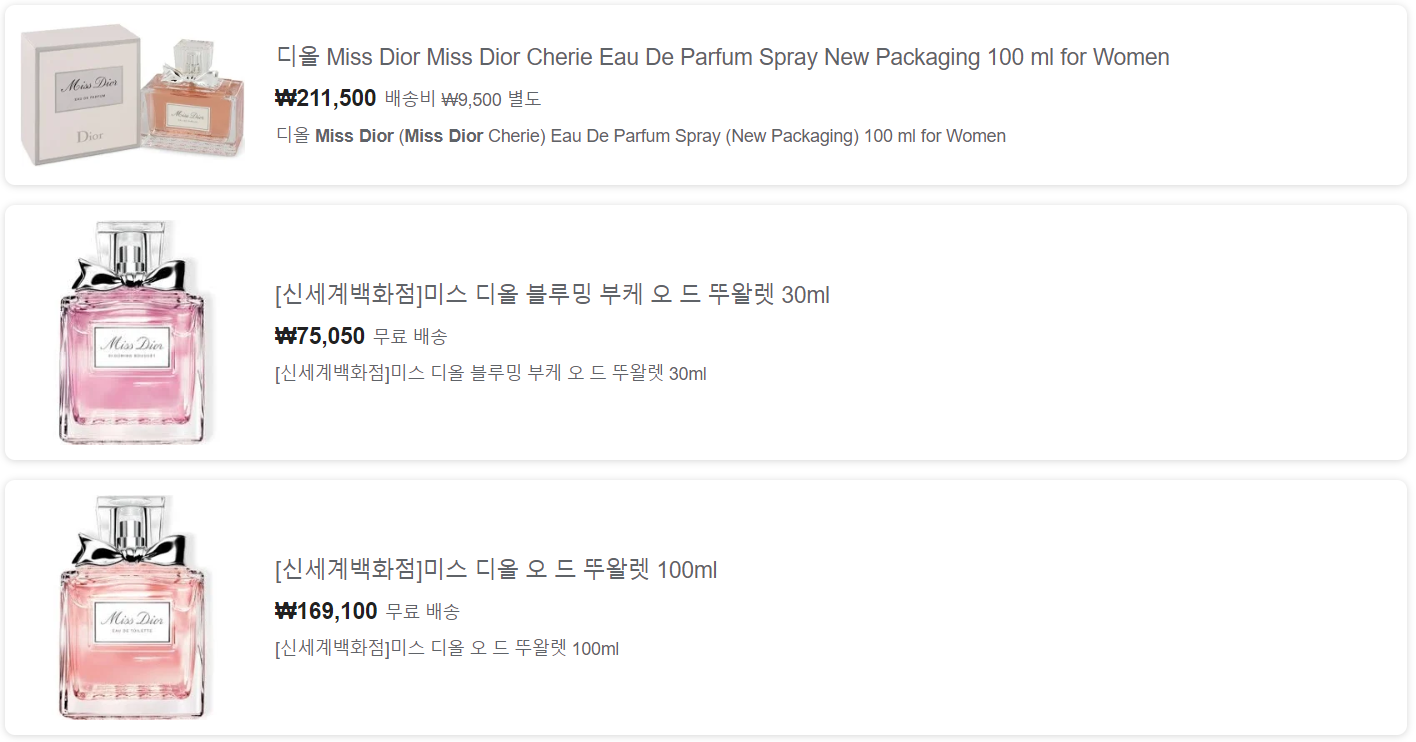 Miss Dior
EAU DE PARFUM
Dior
Miss Dior
디올 Miss Dior Miss Dior Cherie Eau De Parfum Spray New Packaging 100 ml for Women
₩211,500 배송비 ₩9,500 별도
디올 Miss Dior (Miss Dior Cherie) Eau De Parfum Spray (New Packaging) 100 ml for Women
Miss Dior
BLOOMING BOUQUET
[신세계백화점]미스 디올 블루밍 부케 오 드 뚜왈렛 30ml
₩75,050 무료 배송
[신세계백화점]미스 디올 블루밍 부케 오 드 뚜왈렛 30ml
Miss Dior
EAU DE TOILETTE
[신세계백화점]미스 디올 오 드 뚜왈렛 100ml
₩169,100 무료 배송
[신세계백화점]미스 디올 오 드 뚜왈렛 100ml